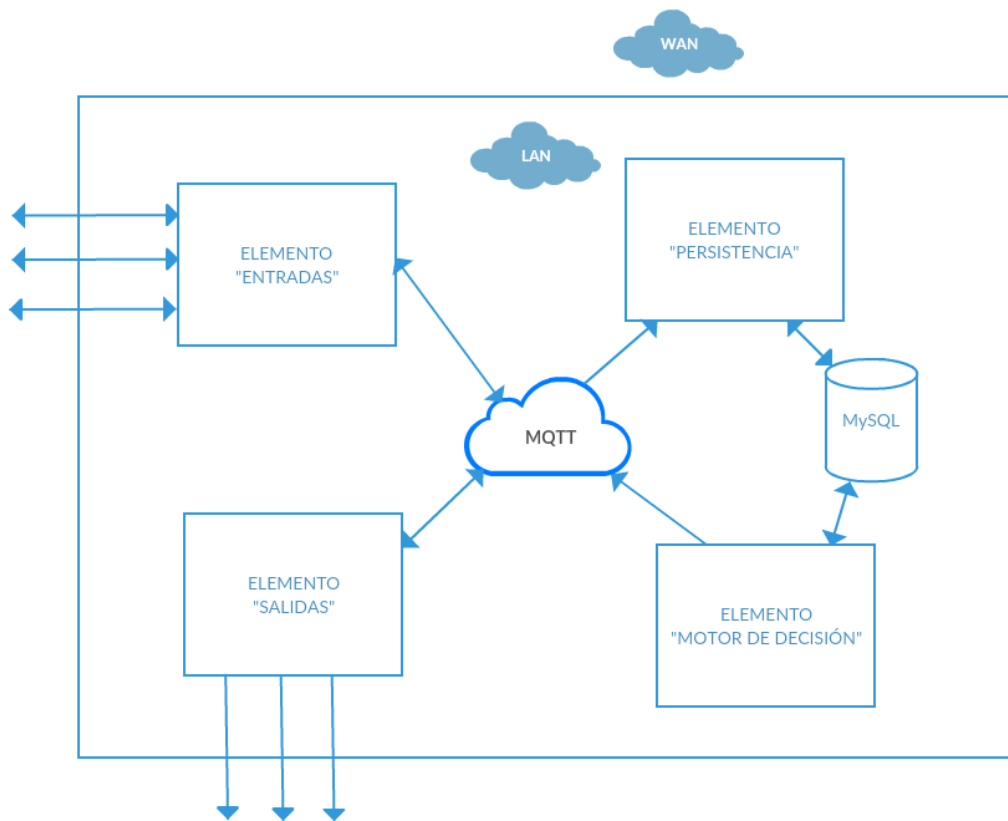 WAN
LAN
ELEMENTO
"ENTRADAS"
ELEMENTO
"PERSISTENCIA"
MQTT
MySQL
ELEMENTO
"SALIDAS"
ELEMENTO
"MOTOR DE DECISIÓN"